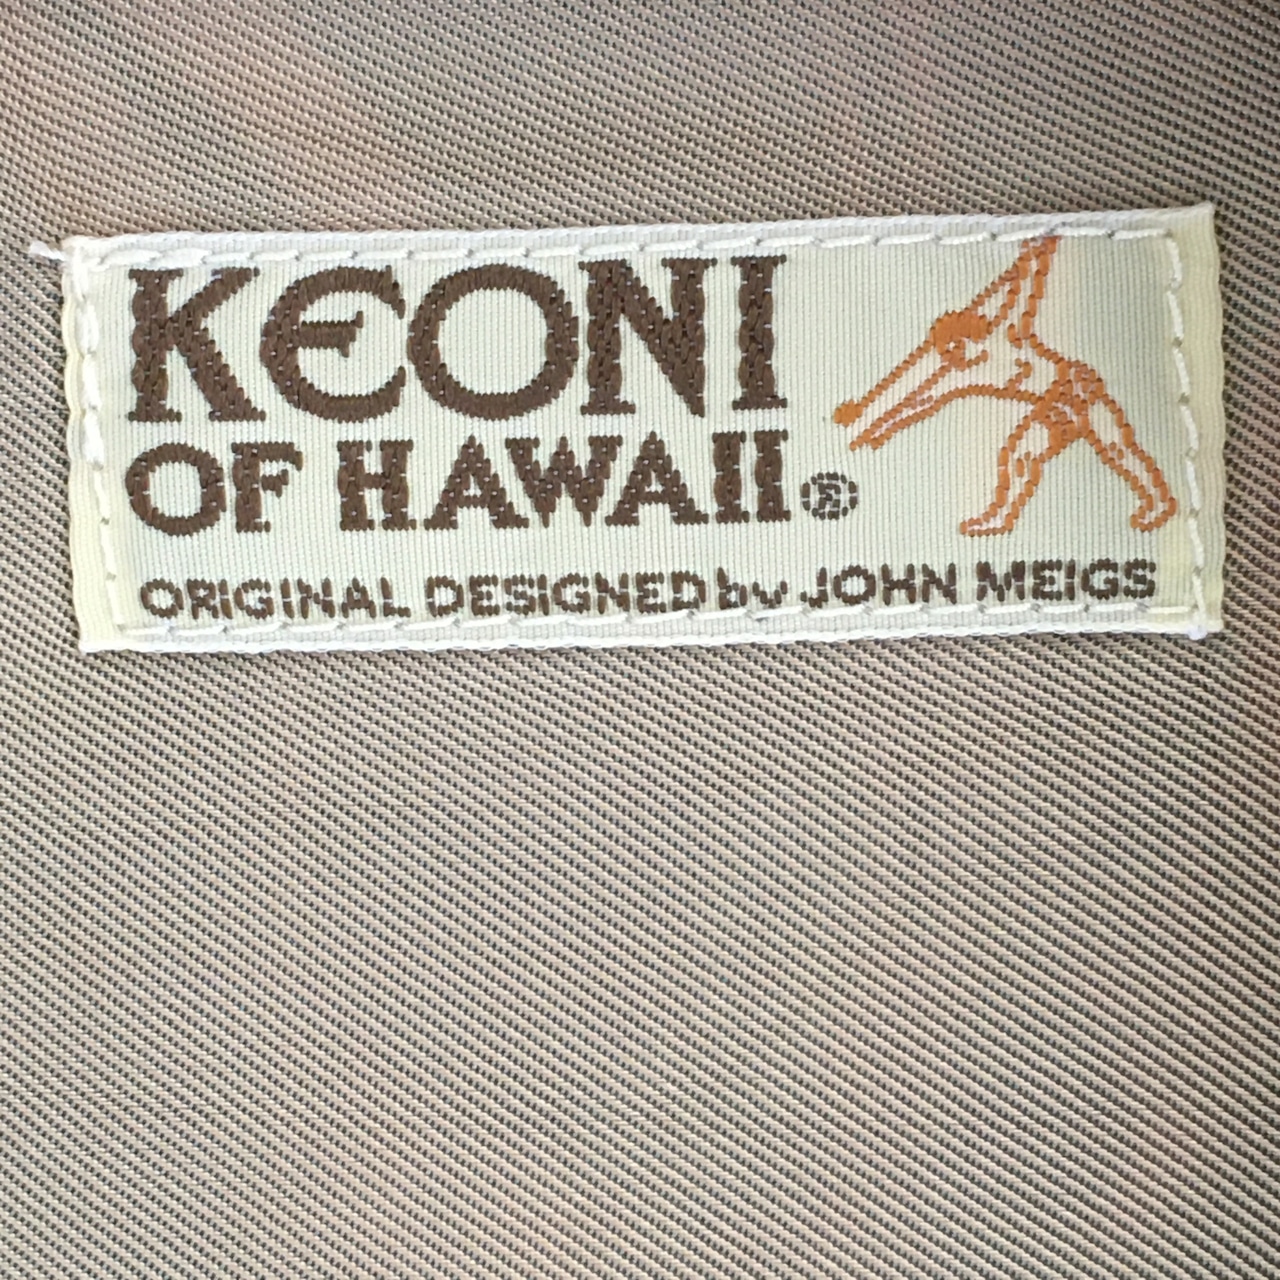 KEONI
OF HAWAII®
ORIGINAL DESIGNED by JOHN MEIGS